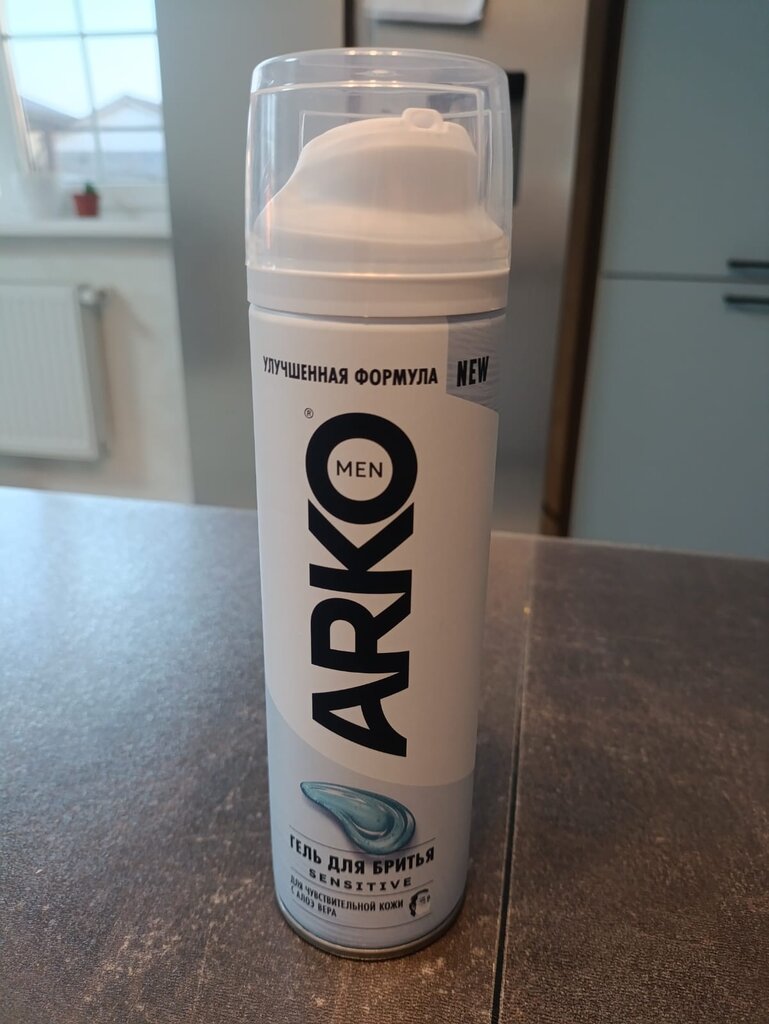 УЛУЧШЕННАЯ ФОРМУЛА NEW
ARKO
MEN
®
ГЕЛЬ ДЛЯ БРИТЬЯ
SENSITIVE
ДЛЯ ЧУВСТВИТЕЛЬНОЙ КОЖИ
С АЛОЭ ВЕРА